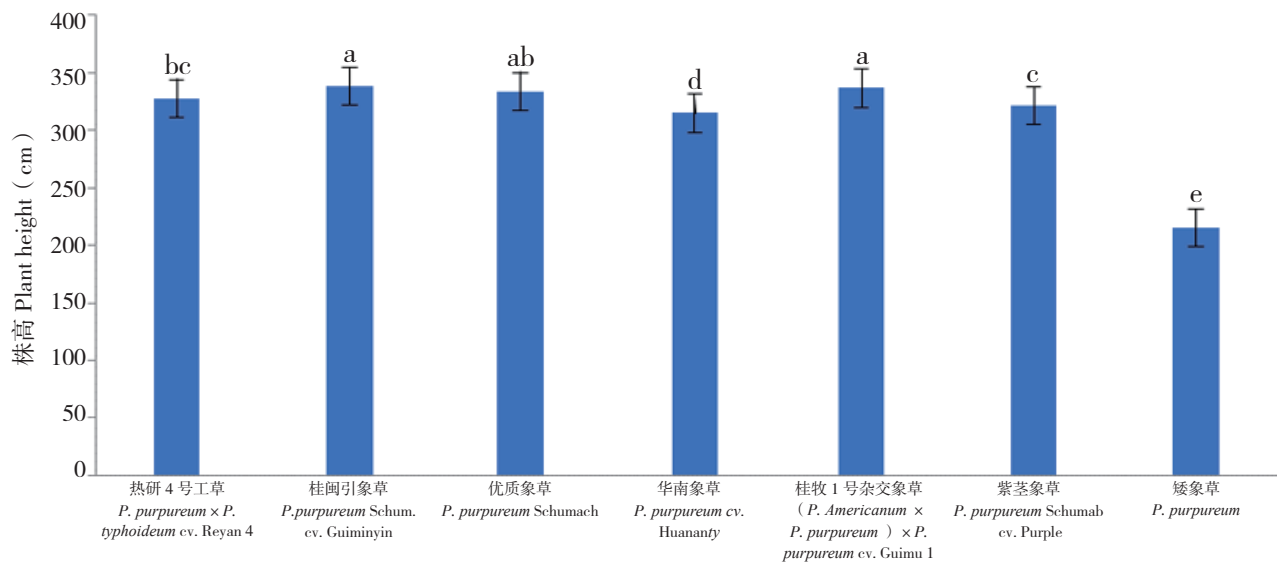 株高 Plant height（cm）
400
350
300
250
200
150
100
50
0
bc
a
ab
d
a
c
e
热研 4 号工草
P. purpureum × P.
typhoideum cv. Reyan 4
桂闽引象草
P.purpureum Schum.
cv. Guiminyin
优质象草
P. purpureum Schumach
华南象草
P. purpureum cv.
Huananty
桂牧 1 号杂交象草
（P. Americanum ×
P. purpureum ）×P.
purpureum cv. Guimu 1
紫茎象草
P. purpureum Schumab
cv. Purple
矮象草
P. purpureum